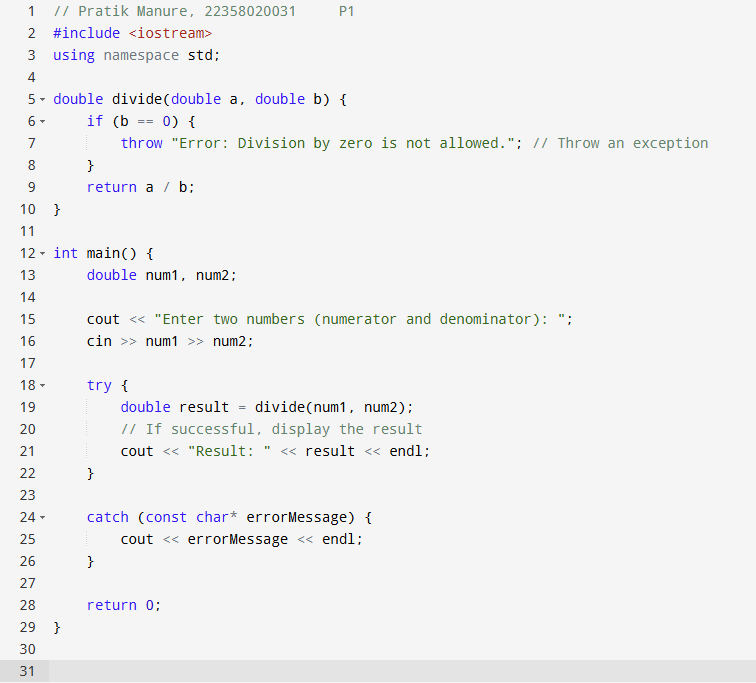 1 // Pratik Manure, 22358020031     P1
2 #include <iostream>
3 using namespace std;
4
5 double divide(double a, double b) {
6     if (b == 0) {
7         throw "Error: Division by zero is not allowed."; // Throw an exception
8     }
9     return a / b;
10 }
11
12 int main() {
13     double num1, num2;
14
15     cout << "Enter two numbers (numerator and denominator): ";
16     cin >> num1 >> num2;
17
18     try {
19         double result = divide(num1, num2);
20         // If successful, display the result
21         cout << "Result: " << result << endl;
22     }
23
24     catch (const char* errorMessage) {
25         cout << errorMessage << endl;
26     }
27
28     return 0;
29 }
30
31